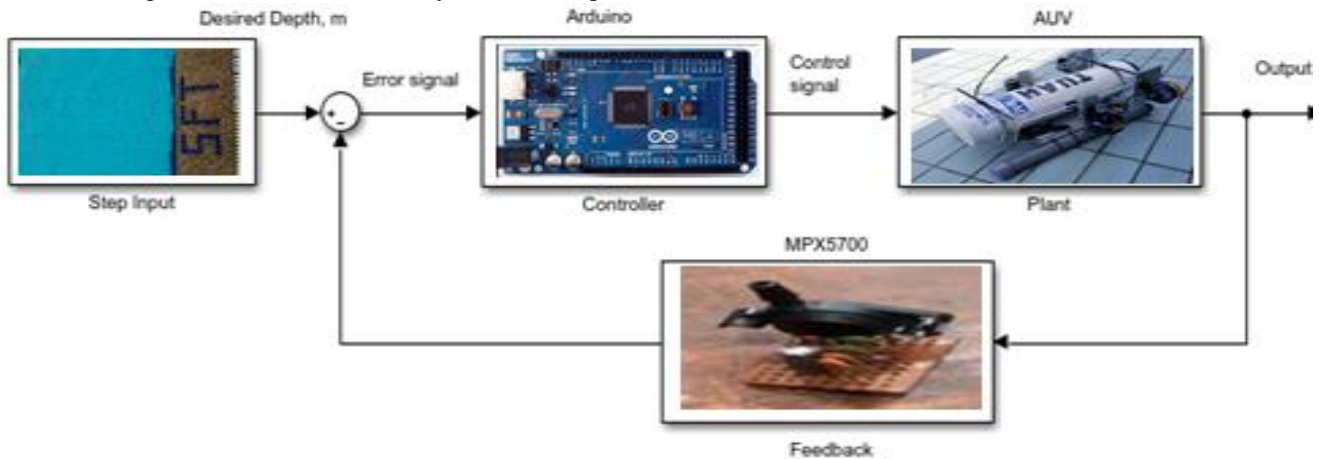 Desired Depth, m
Arduino
AUV
5FT
Error signal
Control
signal
Output
+
-
Step Input
Controller
Plant
MPX5700
Feedback